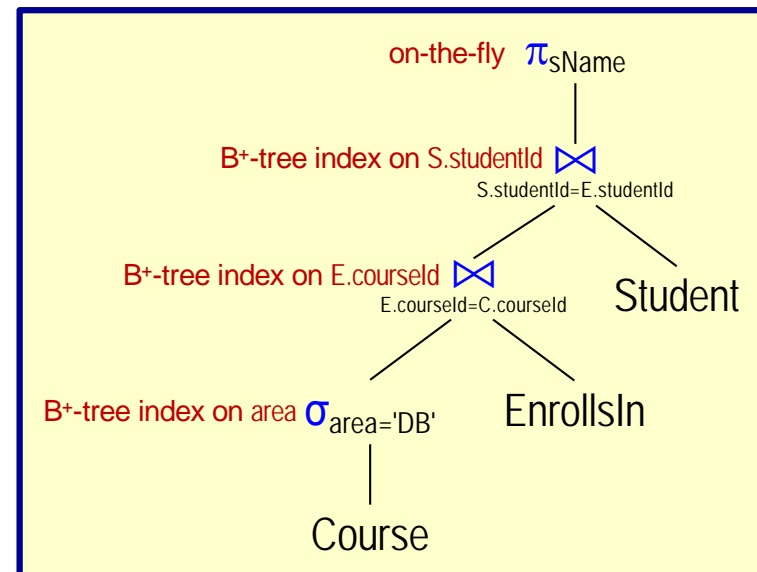 on-the-fly πsName
B+-tree index on S.studentId ⋈
S.studentId=E.studentId
B+-tree index on E.courseId ⋈
E.courseId=C.courseId
Student
B+-tree index on area σarea='DB'
EnrollsIn
Course